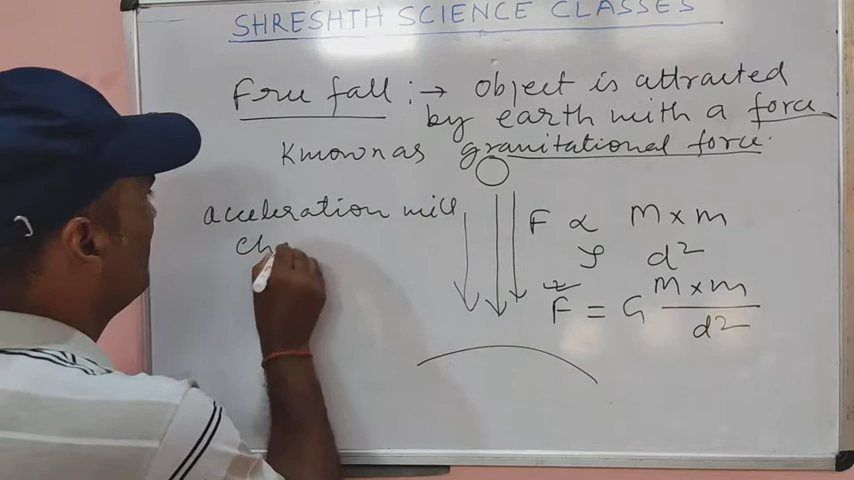 SHRESHTH SCIENCE CLASSES
Free fall :→ Object is attracted
by earth with a force
Known as gravitational force.
acceleration will
Ch
F ∝ M×m
d²
F = G M×m
d²